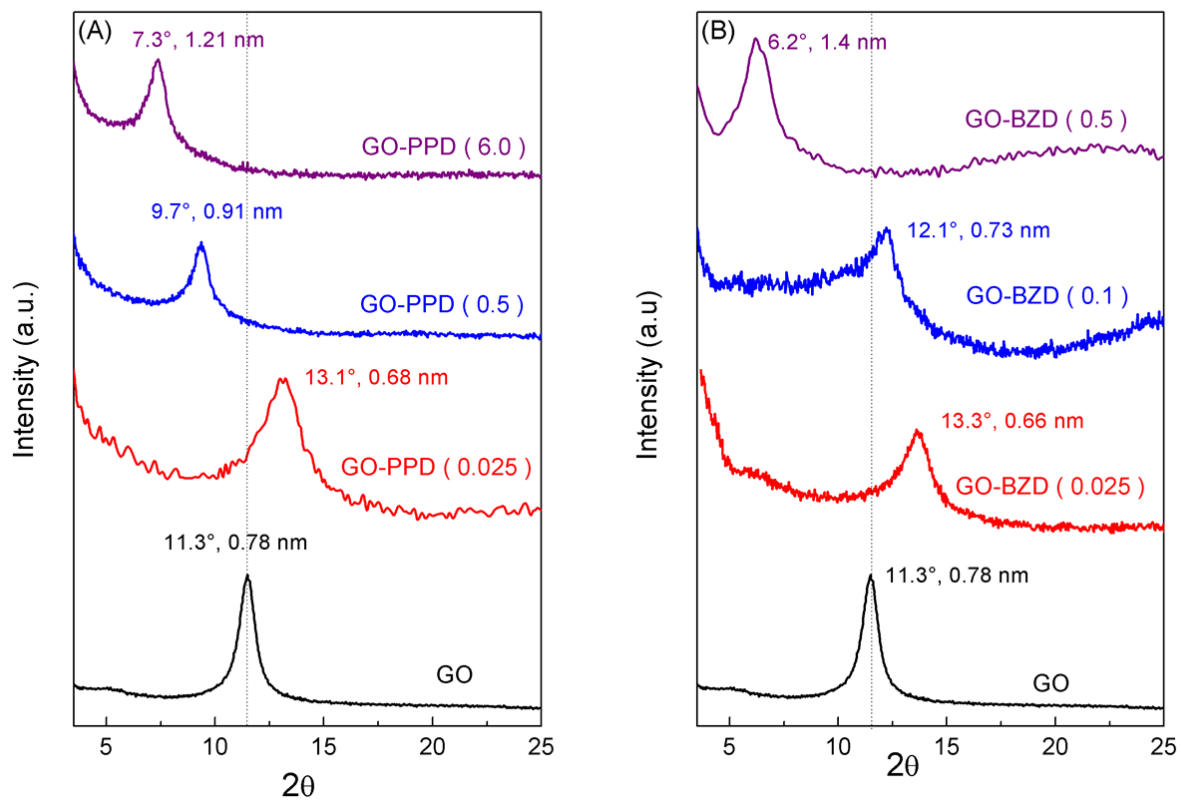 (A)
7.3°, 1.21 nm
GO-PPD ( 6.0 )
9.7°, 0.91 nm
GO-PPD ( 0.5 )
13.1°, 0.68 nm
GO-PPD ( 0.025 )
11.3°, 0.78 nm
GO
Intensity (a.u.)
5 10 15 20 25
2θ
(B)
6.2°, 1.4 nm
GO-BZD ( 0.5 )
12.1°, 0.73 nm
GO-BZD ( 0.1 )
13.3°, 0.66 nm
GO-BZD ( 0.025 )
11.3°, 0.78 nm
GO
Intensity (a.u)
5 10 15 20 25
2θ